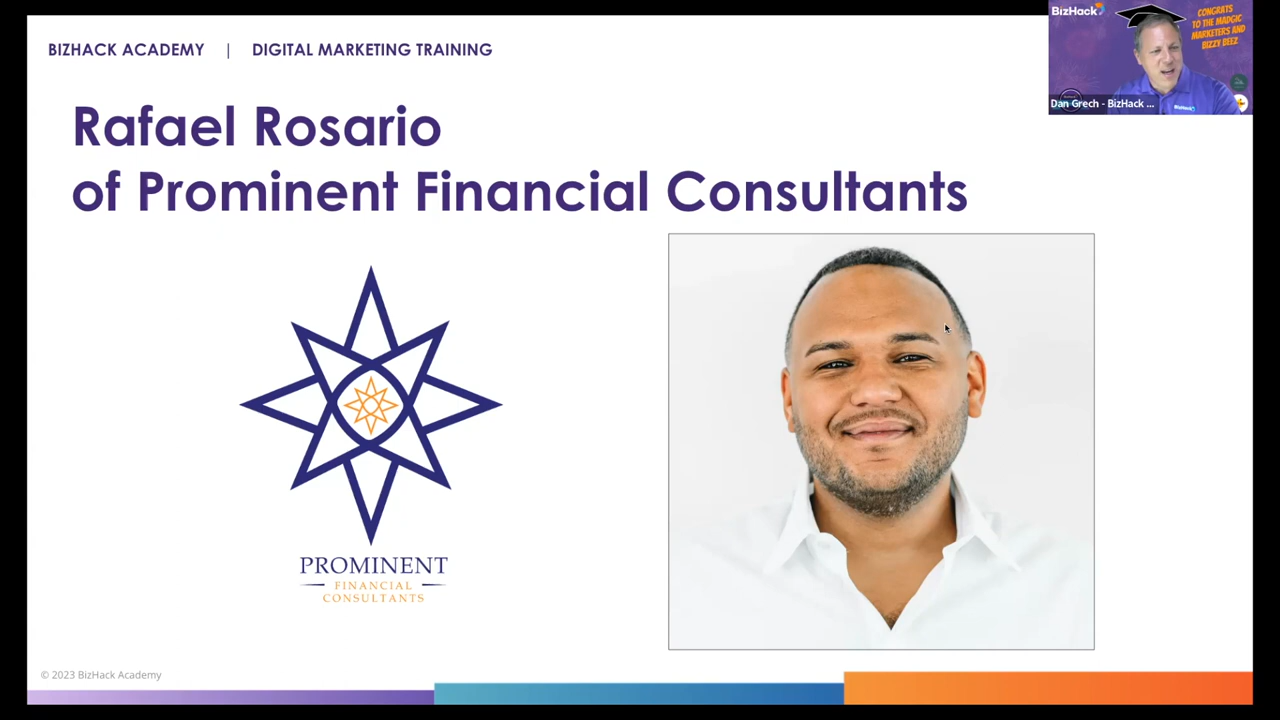 BIZHACK ACADEMY | DIGITAL MARKETING TRAINING
Rafael Rosario
of Prominent Financial Consultants
PROMINENT
FINANCIAL
CONSULTANTS
© 2023 BizHack Academy
BizHack
CONGRATS
TO THE MADGIC
MARKETERS AND
BIZZY BEEZ
BizHack
Dan Grech - BizHack ...